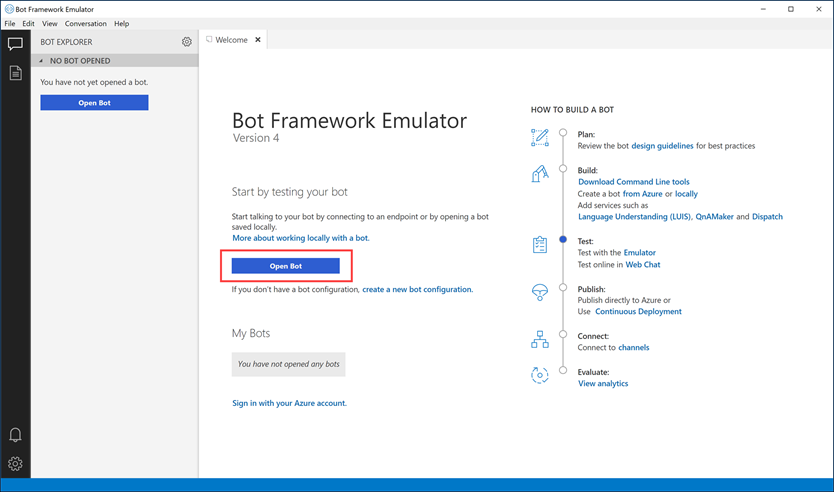 Bot Framework Emulator
File Edit View Conversation Help
BOT EXPLORER
NO BOT OPENED
You have not yet opened a bot.
Open Bot
Welcome
Bot Framework Emulator
Version 4
Start by testing your bot
Start talking to your bot by connecting to an endpoint or by opening a bot
saved locally.
More about working locally with a bot.
Open Bot
If you don't have a bot configuration, create a new bot configuration.
My Bots
You have not opened any bots
Sign in with your Azure account.
HOW TO BUILD A BOT
Plan:
Review the bot design guidelines for best practices
Build:
Download Command Line tools
Create a bot from Azure or locally
Add services such as
Language Understanding (LUIS), QnAMaker and Dispatch
Test:
Test with the Emulator
Test online in Web Chat
Publish:
Publish directly to Azure or
Use Continuous Deployment
Connect:
Connect to channels
Evaluate:
View analytics